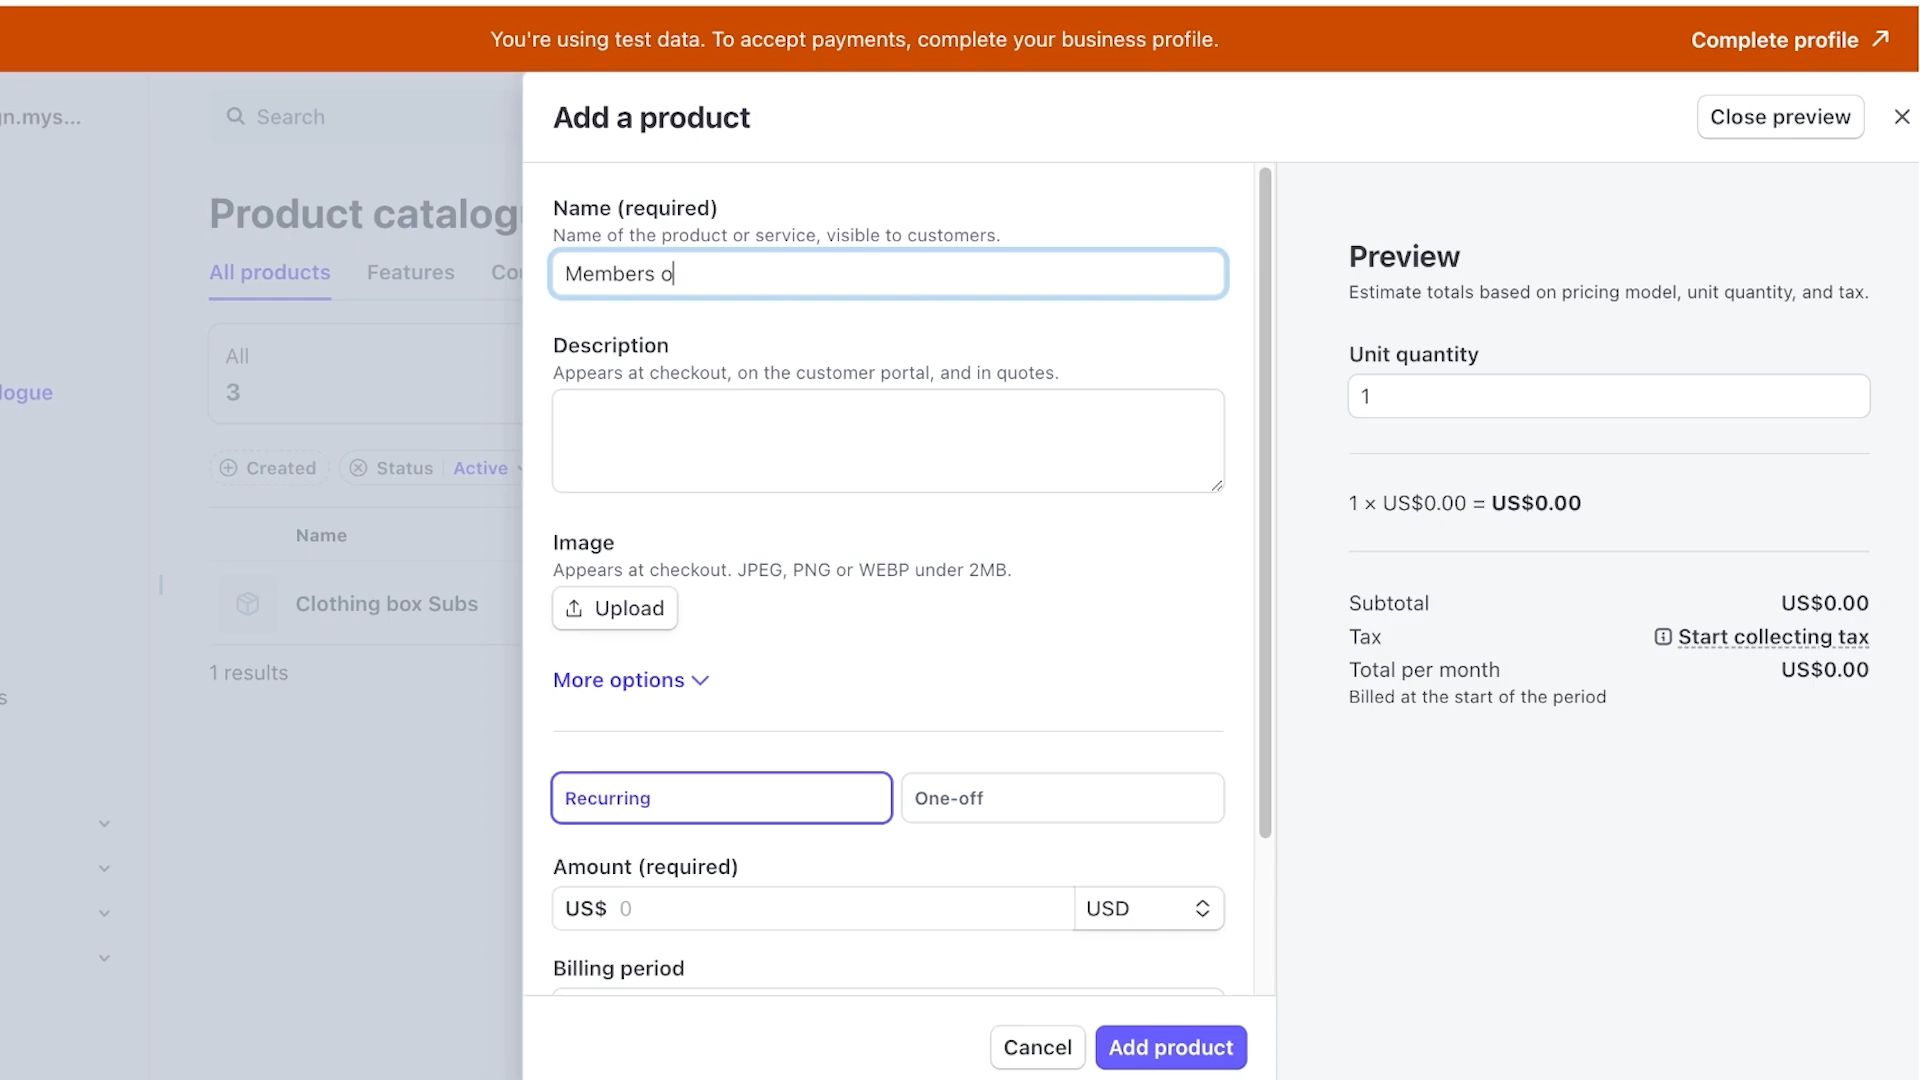 You're using test data. To accept payments, complete your business profile.
Complete profile
gn.mys...
Search
Product catalogu
All products
Features
Cou
All
3
logue
Created
Status
Active
Name
Clothing box Subs
1 results
s
Add a product
Close preview
Name (required)
Name of the product or service, visible to customers.
Members o
Description
Appears at checkout, on the customer portal, and in quotes.
Image
Appears at checkout. JPEG, PNG or WEBP under 2MB.
Upload
More options
Recurring
One-off
Amount (required)
US$ 0
USD
Billing period
Cancel
Add product
Preview
Estimate totals based on pricing model, unit quantity, and tax.
Unit quantity
1
1 × US$0.00 = US$0.00
Subtotal US$0.00
Tax Start collecting tax
Total per month US$0.00
Billed at the start of the period